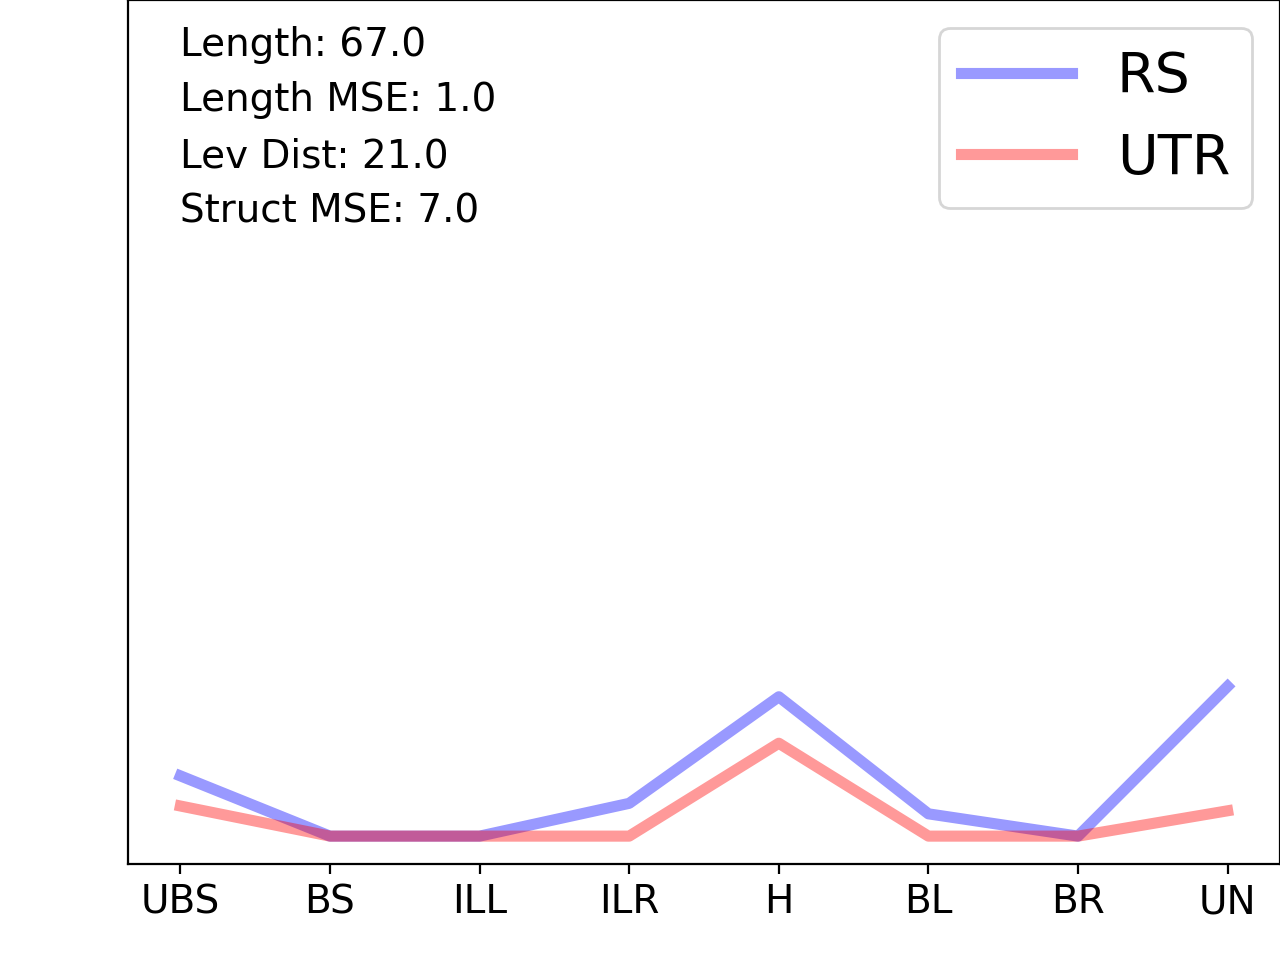 Length: 67.0
Length MSE: 1.0
Lev Dist: 21.0
Struct MSE: 7.0
RS
UTR
UBS BS ILL ILR H BL BR UN